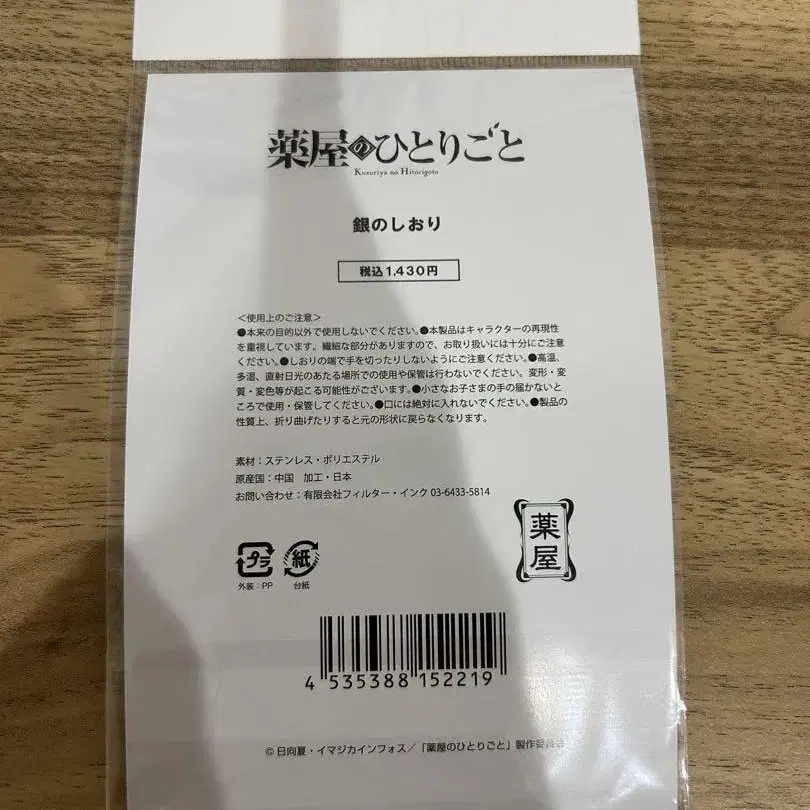 薬屋のひとりごと
Kusuriya no Hitorigoto
銀のしおり
税込1,430円
＜使用上のご注意＞
●本来の目的以外で使用しないでください。●本製品はキャラクターの再現性
を重視しています。繊細な部分がありますので、お取り扱いには十分にご注意
ください。●しおりの端で手を切ったりしないようにご注意ください。●高温、
多湿、直射日光のあたる場所での使用や保管は行わないでください。変形・変
質・変色等が起こる可能性がございます。●小さなお子さまの手の届かないと
ころで使用・保管してください。●口には絶対に入れないでください。●製品の
性質上、折り曲げたりすると元の形状に戻らなくなります。
素材：ステンレス・ポリエステル
原産国：中国　加工・日本
お問い合わせ：有限会社フィルター・インク 03-6433-5814
薬屋
プラ
紙
外装：PP
台紙
4 535388 152219
© 日向夏・イマジカインフォス／「薬屋のひとりごと」製作委員会